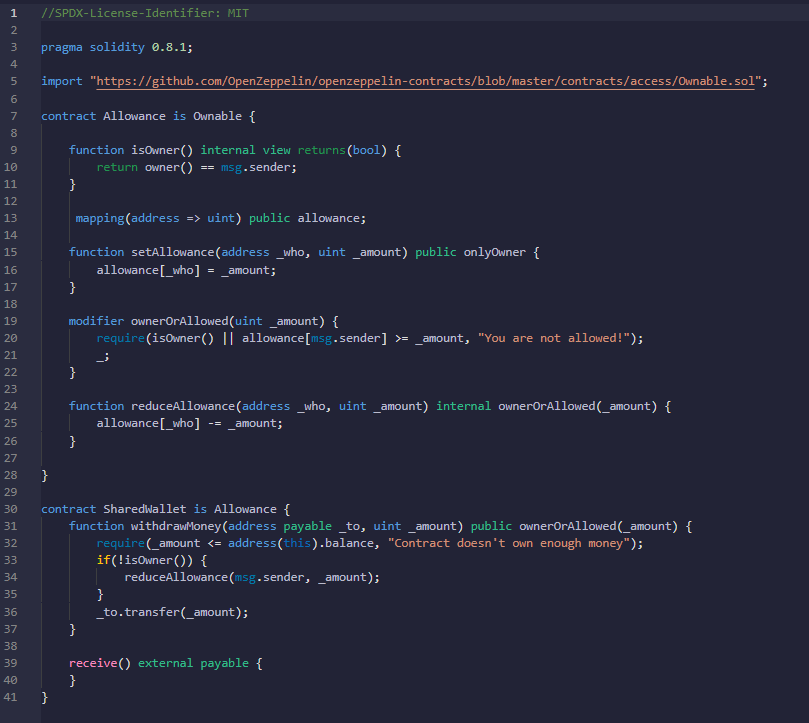 1 //SPDX-License-Identifier: MIT
2
3 pragma solidity 0.8.1;
4
5 import "https://github.com/OpenZeppelin/openzeppelin-contracts/blob/master/contracts/access/Ownable.sol";
6
7 contract Allowance is Ownable {
8
9     function isOwner() internal view returns(bool) {
10         return owner() == msg.sender;
11     }
12
13      mapping(address => uint) public allowance;
14
15     function setAllowance(address _who, uint _amount) public onlyOwner {
16         allowance[_who] = _amount;
17     }
18
19     modifier ownerOrAllowed(uint _amount) {
20         require(isOwner() || allowance[msg.sender] >= _amount, "You are not allowed!");
21         _;
22     }
23
24     function reduceAllowance(address _who, uint _amount) internal ownerOrAllowed(_amount) {
25         allowance[_who] -= _amount;
26     }
27
28 }
29
30 contract SharedWallet is Allowance {
31     function withdrawMoney(address payable _to, uint _amount) public ownerOrAllowed(_amount) {
32         require(_amount <= address(this).balance, "Contract doesn't own enough money");
33         if(!isOwner()) {
34             reduceAllowance(msg.sender, _amount);
35         }
36         _to.transfer(_amount);
37     }
38
39     receive() external payable {
40     }
41 }